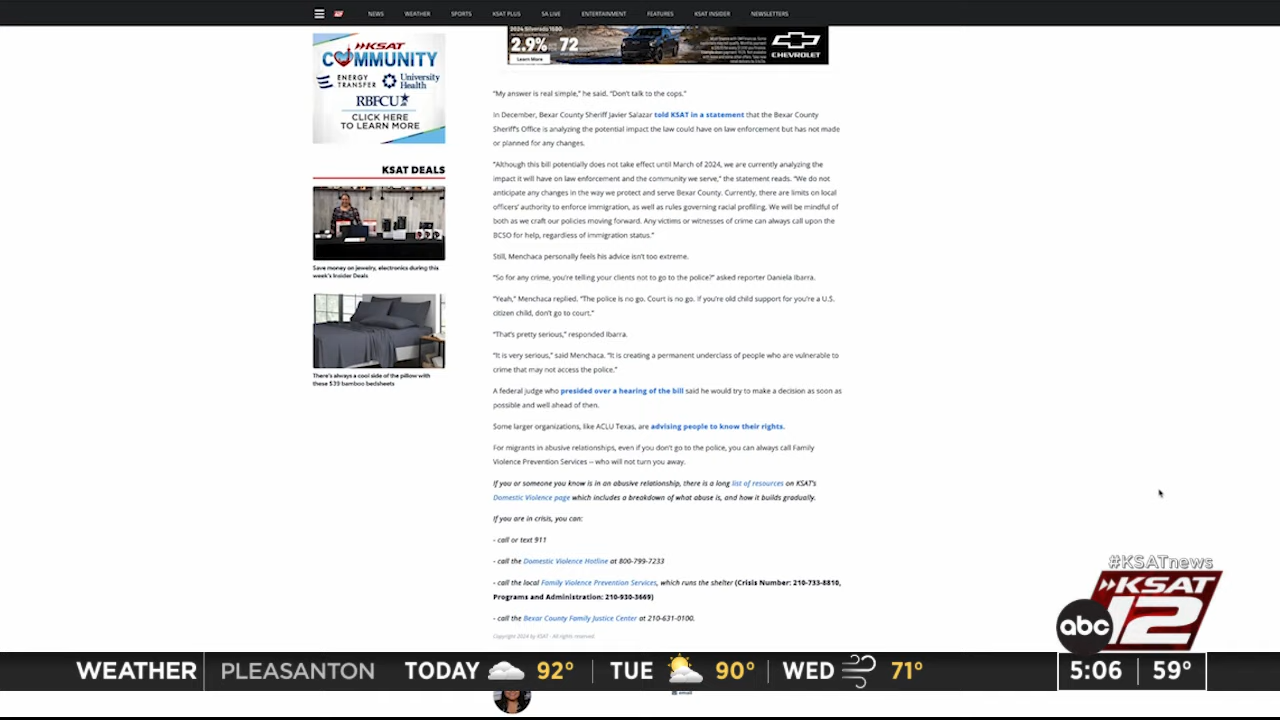 NEWS
WEATHER
SPORTS
KSAT PLUS
SA LIVE
ENTERTAINMENT
FEATURES
KSAT INSIDER
NEWSLETTERS
2024 Silverado 1500
2.9% 72
Learn More
CHEVROLET
KSAT
COMMUNITY
ENERGY TRANSFER
University Health
RBFCU
CLICK HERE
TO LEARN MORE
KSAT DEALS
Save money on jewelry, electronics during this
week's Insider Deals
There's always a cool side of the pillow with
these $39 bamboo bedsheets
"My answer is real simple," he said. "Don't talk to the cops."
In December, Bexar County Sheriff Javier Salazar told KSAT in a statement that the Bexar County
Sheriff's Office is analyzing the potential impact the law could have on law enforcement but has not made
or planned for any changes.
"Although this bill potentially does not take effect until March of 2024, we are currently analyzing the
impact it will have on law enforcement and the community we serve," the statement reads. "We do not
anticipate any changes in the way we protect and serve Bexar County. Currently, there are limits on local
officers' authority to enforce immigration, as well as rules governing racial profiling. We will be mindful of
both as we craft our policies moving forward. Any victims or witnesses of crime can always call upon the
BCSO for help, regardless of immigration status."
Still, Menchaca personally feels his advice isn't too extreme.
"So for any crime, you're telling your clients not to go to the police?" asked reporter Daniela Ibarra.
"Yeah," Menchaca replied. "The police is no go. Court is no go. If you're old child support for you're a U.S.
citizen child, don't go to court."
"That's pretty serious," responded Ibarra.
"It is very serious," said Menchaca. "It is creating a permanent underclass of people who are vulnerable to
crime that may not access the police."
A federal judge who presided over a hearing of the bill said he would try to make a decision as soon as
possible and well ahead of then.
Some larger organizations, like ACLU Texas, are advising people to know their rights.
For migrants in abusive relationships, even if you don't go to the police, you can always call Family
Violence Prevention Services -- who will not turn you away.
If you or someone you know is in an abusive relationship, there is a long list of resources on KSAT's
Domestic Violence page which includes a breakdown of what abuse is, and how it builds gradually.
If you are in crisis, you can:
- call or text 911
- call the Domestic Violence Hotline at 800-799-7233
- call the local Family Violence Prevention Services, which runs the shelter (Crisis Number: 210-733-8810,
Programs and Administration: 210-930-3669)
- call the Bexar County Family Justice Center at 210-631-0100.
Copyright 2024 by KSAT - All rights reserved.
email
#KSATnews
KSAT
abc 12
WEATHER PLEASANTON TODAY 92° TUE 90° WED 71° 5:06 59°